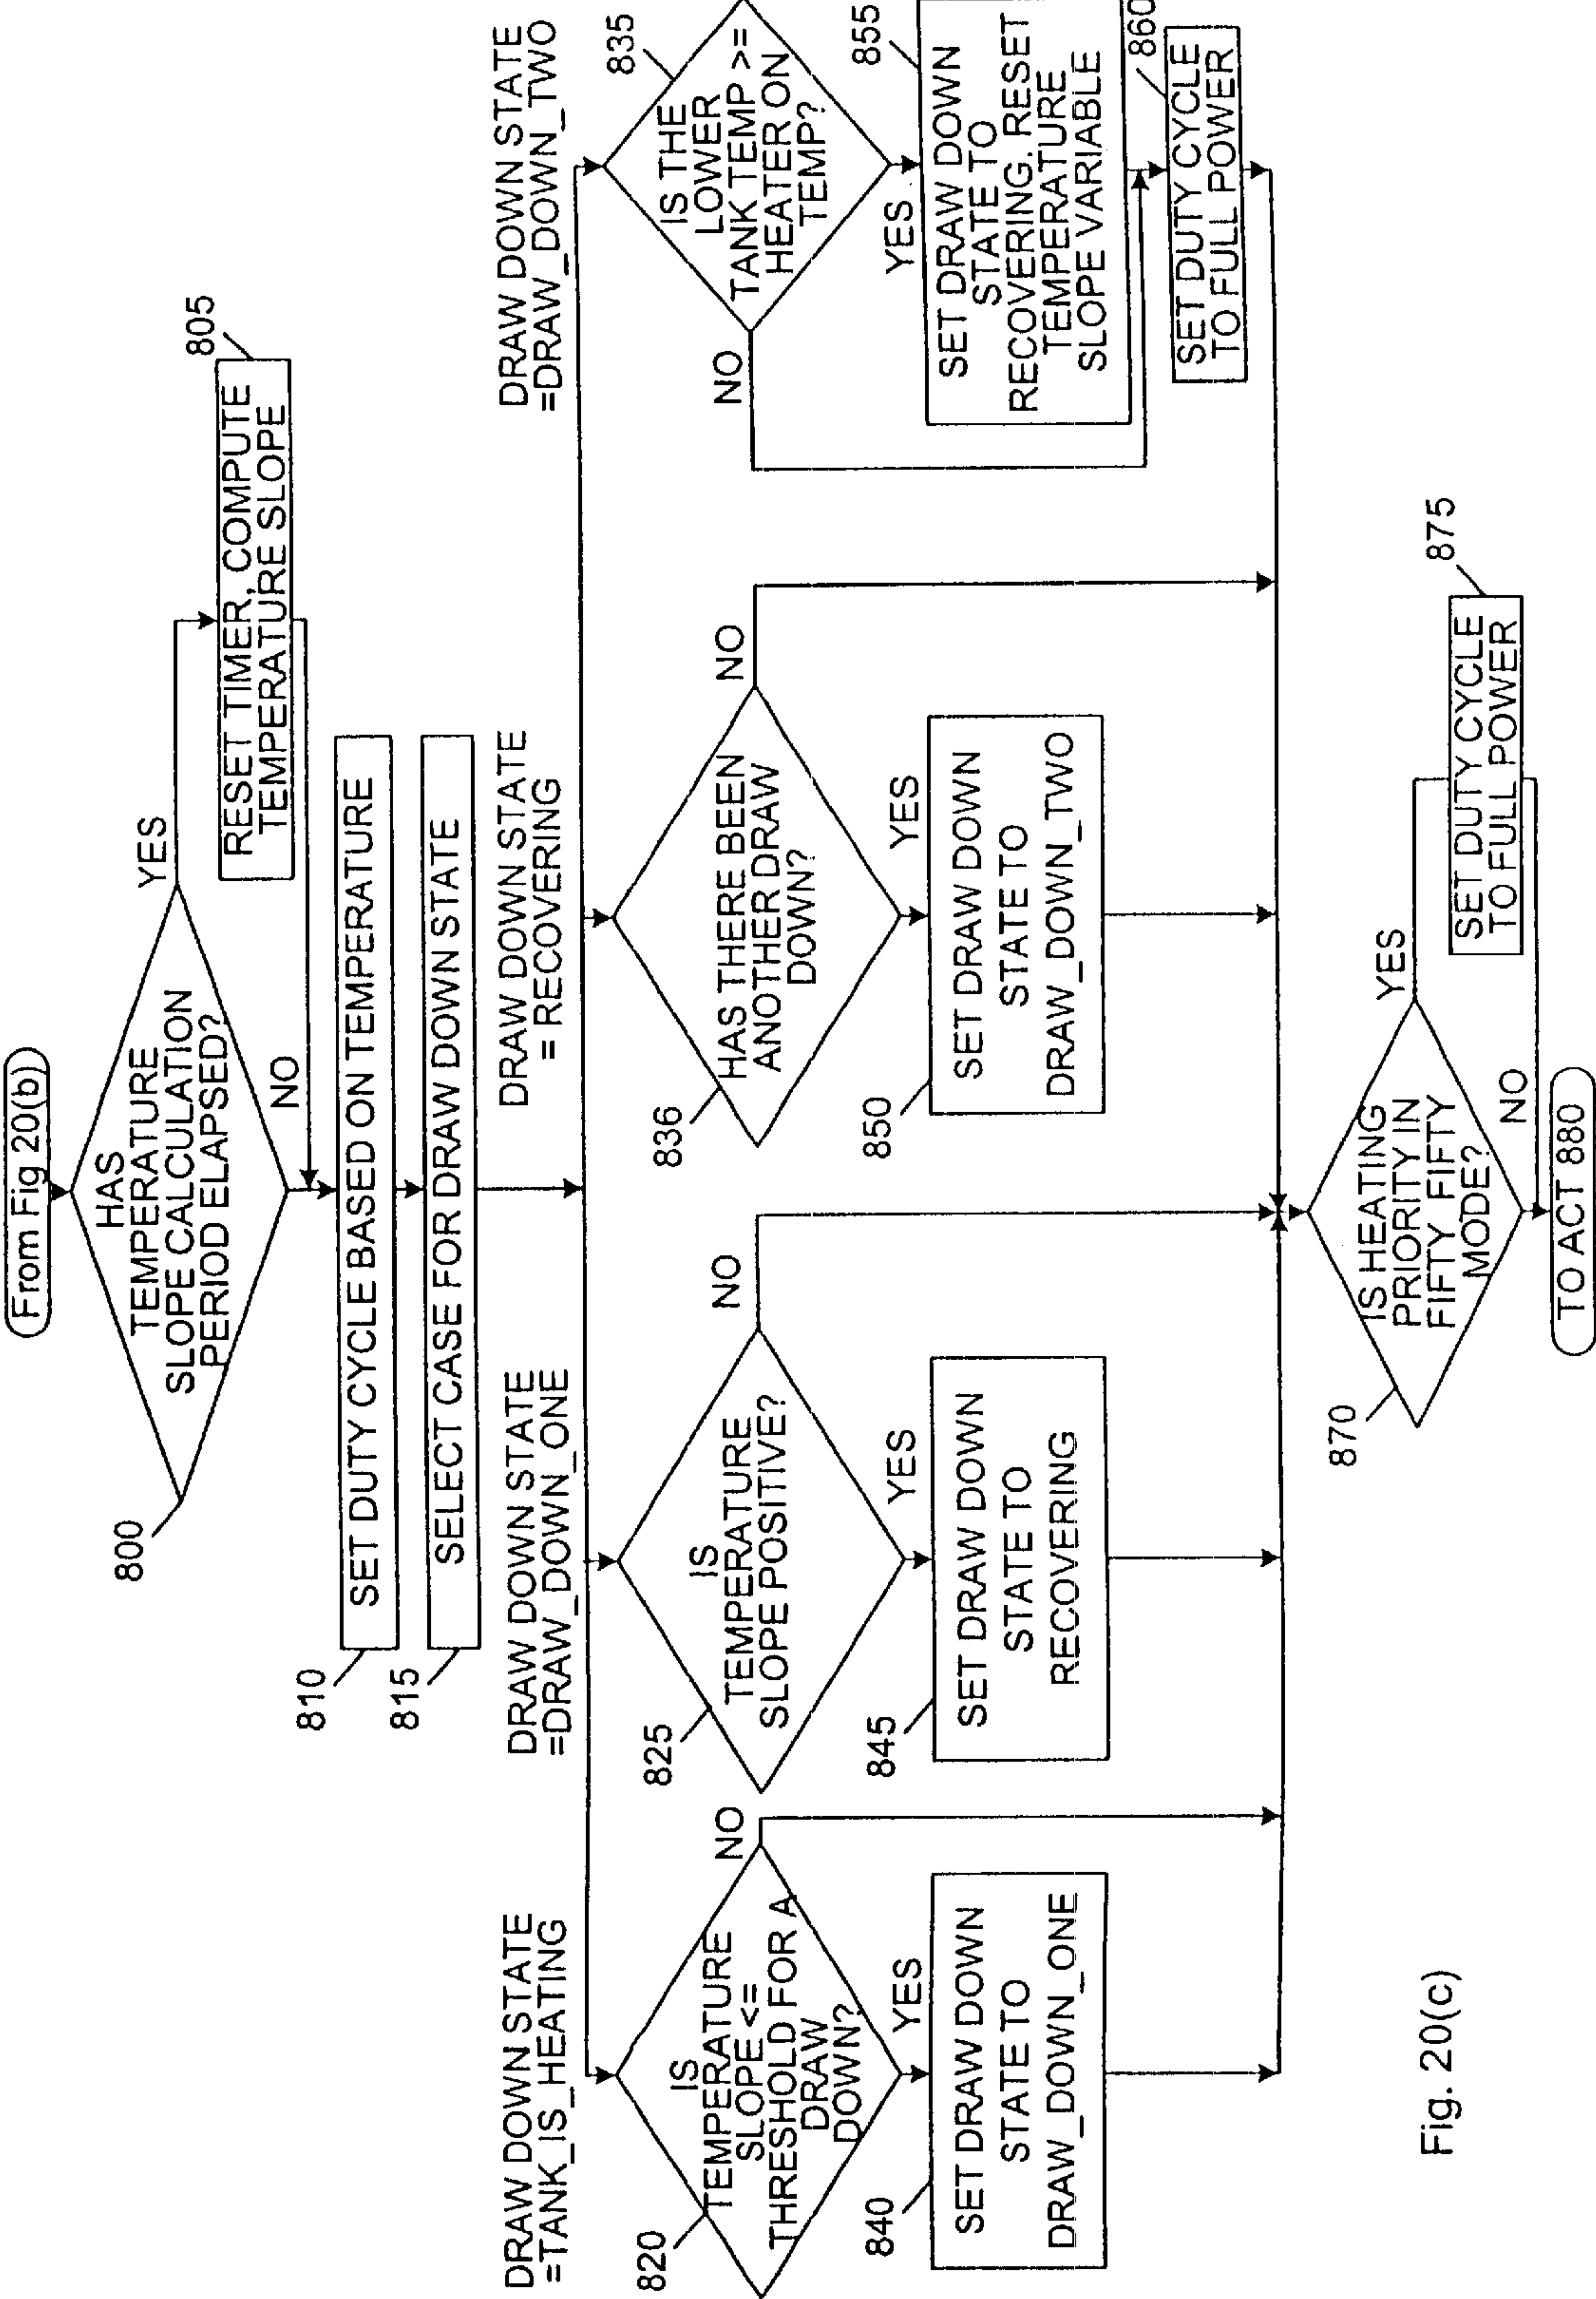 From Fig 20(b)
HAS
TEMPERATURE
SLOPE CALCULATION
PERIOD ELAPSED?
800
YES
NO
RESET TIMER, COMPUTE
TEMPERATURE SLOPE
805
SET DUTY CYCLE BASED ON TEMPERATURE
810
SELECT CASE FOR DRAW DOWN STATE
815
DRAW DOWN STATE
=TANK_IS_HEATING
DRAW DOWN STATE
=DRAW_DOWN_ONE
DRAW DOWN STATE
= RECOVERING
DRAW DOWN STATE
=DRAW_DOWN_TWO
IS
TEMPERATURE
SLOPE <=
THRESHOLD FOR A
DRAW
DOWN?
820
NO
YES
IS
TEMPERATURE
SLOPE POSITIVE?
825
NO
YES
HAS THERE BEEN
ANOTHER DRAW
DOWN?
836
NO
YES
IS THE
LOWER
TANK TEMP >=
HEATER ON
TEMP?
835
NO
YES
SET DRAW DOWN
STATE TO
DRAW_DOWN_ONE
840
SET DRAW DOWN
STATE TO
RECOVERING
845
SET DRAW DOWN
STATE TO
DRAW_DOWN_TWO
850
SET DRAW DOWN
STATE TO
RECOVERING. RESET
TEMPERATURE
SLOPE VARIABLE
855
SET DUTY CYCLE
TO FULL POWER
860
IS HEATING
PRIORITY IN
FIFTY FIFTY
MODE?
870
YES
NO
SET DUTY CYCLE
TO FULL POWER
875
TO ACT 880
Fig. 20(c)